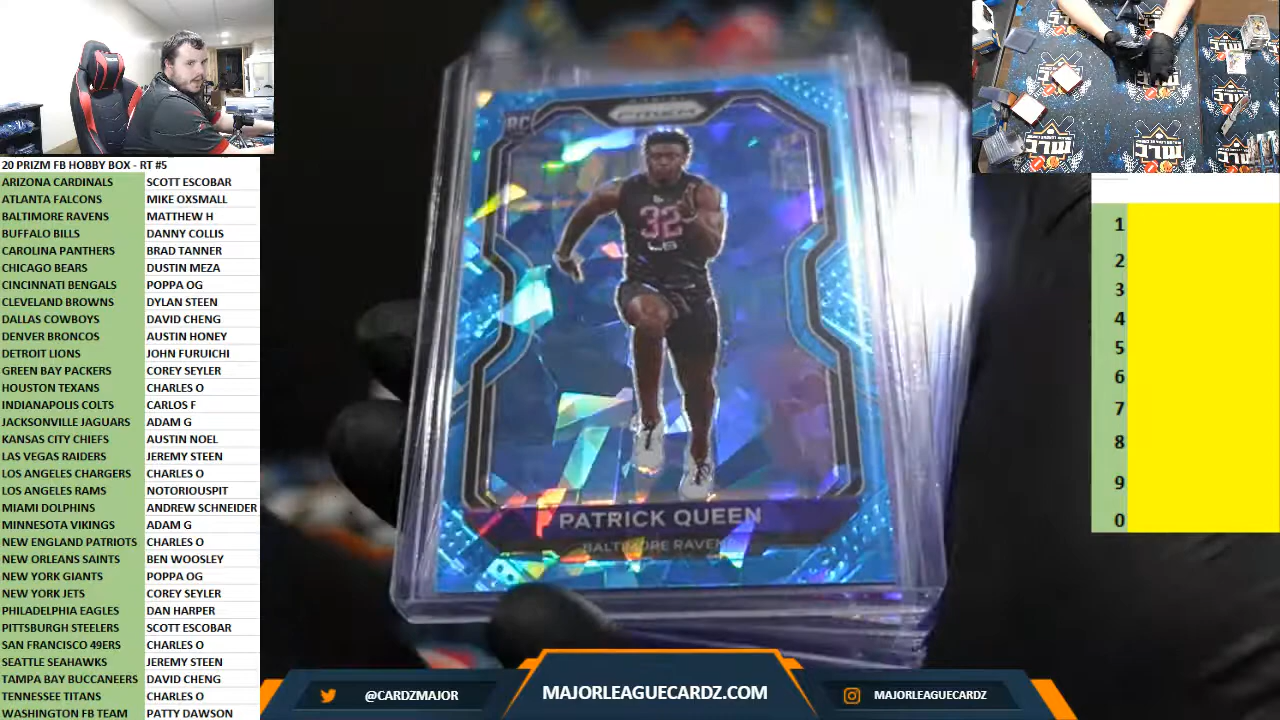 20 PRIZM FB HOBBY BOX - RT #5
ARIZONA CARDINALS SCOTT ESCOBAR
ATLANTA FALCONS MIKE OXSMALL
BALTIMORE RAVENS MATTHEW H
BUFFALO BILLS DANNY COLLIS
CAROLINA PANTHERS BRAD TANNER
CHICAGO BEARS DUSTIN MEZA
CINCINNATI BENGALS POPPA OG
CLEVELAND BROWNS DYLAN STEEN
DALLAS COWBOYS DAVID CHENG
DENVER BRONCOS AUSTIN HONEY
DETROIT LIONS JOHN FURUICHI
GREEN BAY PACKERS COREY SEYLER
HOUSTON TEXANS CHARLES O
INDIANAPOLIS COLTS CARLOS F
JACKSONVILLE JAGUARS ADAM G
KANSAS CITY CHIEFS AUSTIN NOEL
LAS VEGAS RAIDERS JEREMY STEEN
LOS ANGELES CHARGERS CHARLES O
LOS ANGELES RAMS NOTORIOUSPIT
MIAMI DOLPHINS ANDREW SCHNEIDER
MINNESOTA VIKINGS ADAM G
NEW ENGLAND PATRIOTS CHARLES O
NEW ORLEANS SAINTS BEN WOOSLEY
NEW YORK GIANTS POPPA OG
NEW YORK JETS COREY SEYLER
PHILADELPHIA EAGLES DAN HARPER
PITTSBURGH STEELERS SCOTT ESCOBAR
SAN FRANCISCO 49ERS CHARLES O
SEATTLE SEAHAWKS JEREMY STEEN
TAMPA BAY BUCCANEERS DAVID CHENG
TENNESSEE TITANS CHARLES O
WASHINGTON FB TEAM PATTY DAWSON
RC
PRIZM
32
LB
PATRICK QUEEN
BALTIMORE RAVENS
@CARDZMAJOR
MAJORLEAGUECARDZ.COM
MAJORLEAGUECARDZ
1
2
3
4
5
6
7
8
9
0